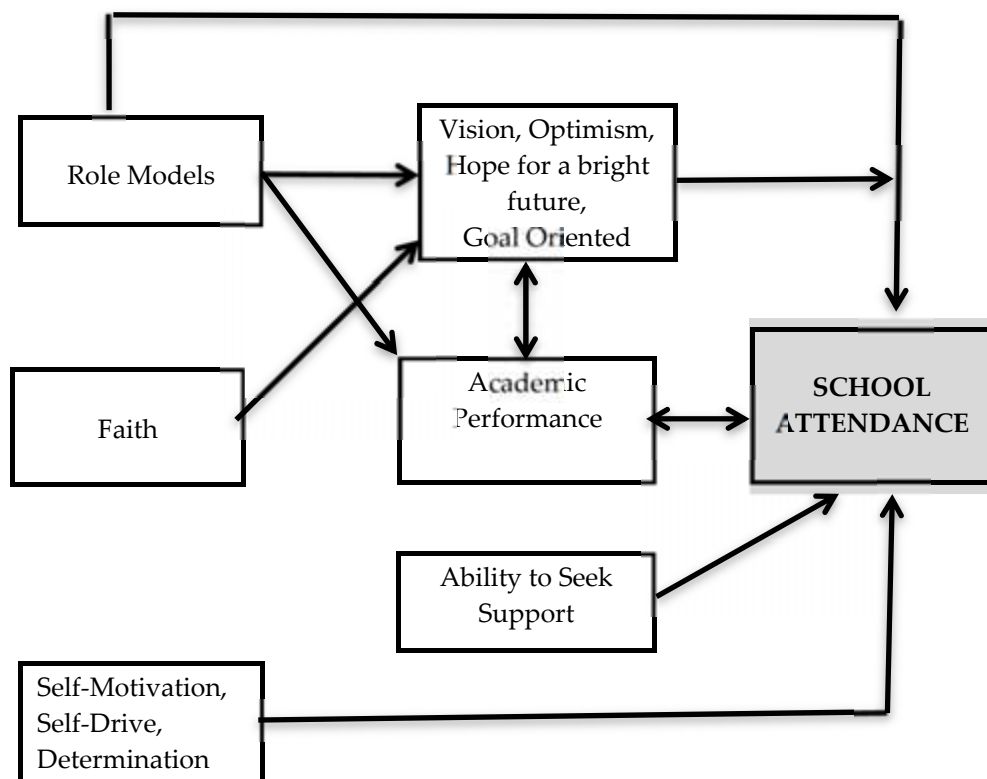 Role Models
Vision, Optimism,
Hope for a bright
future,
Goal Oriented
Faith
Academic
Performance
SCHOOL
ATTENDANCE
Ability to Seek
Support
Self-Motivation,
Self-Drive,
Determination